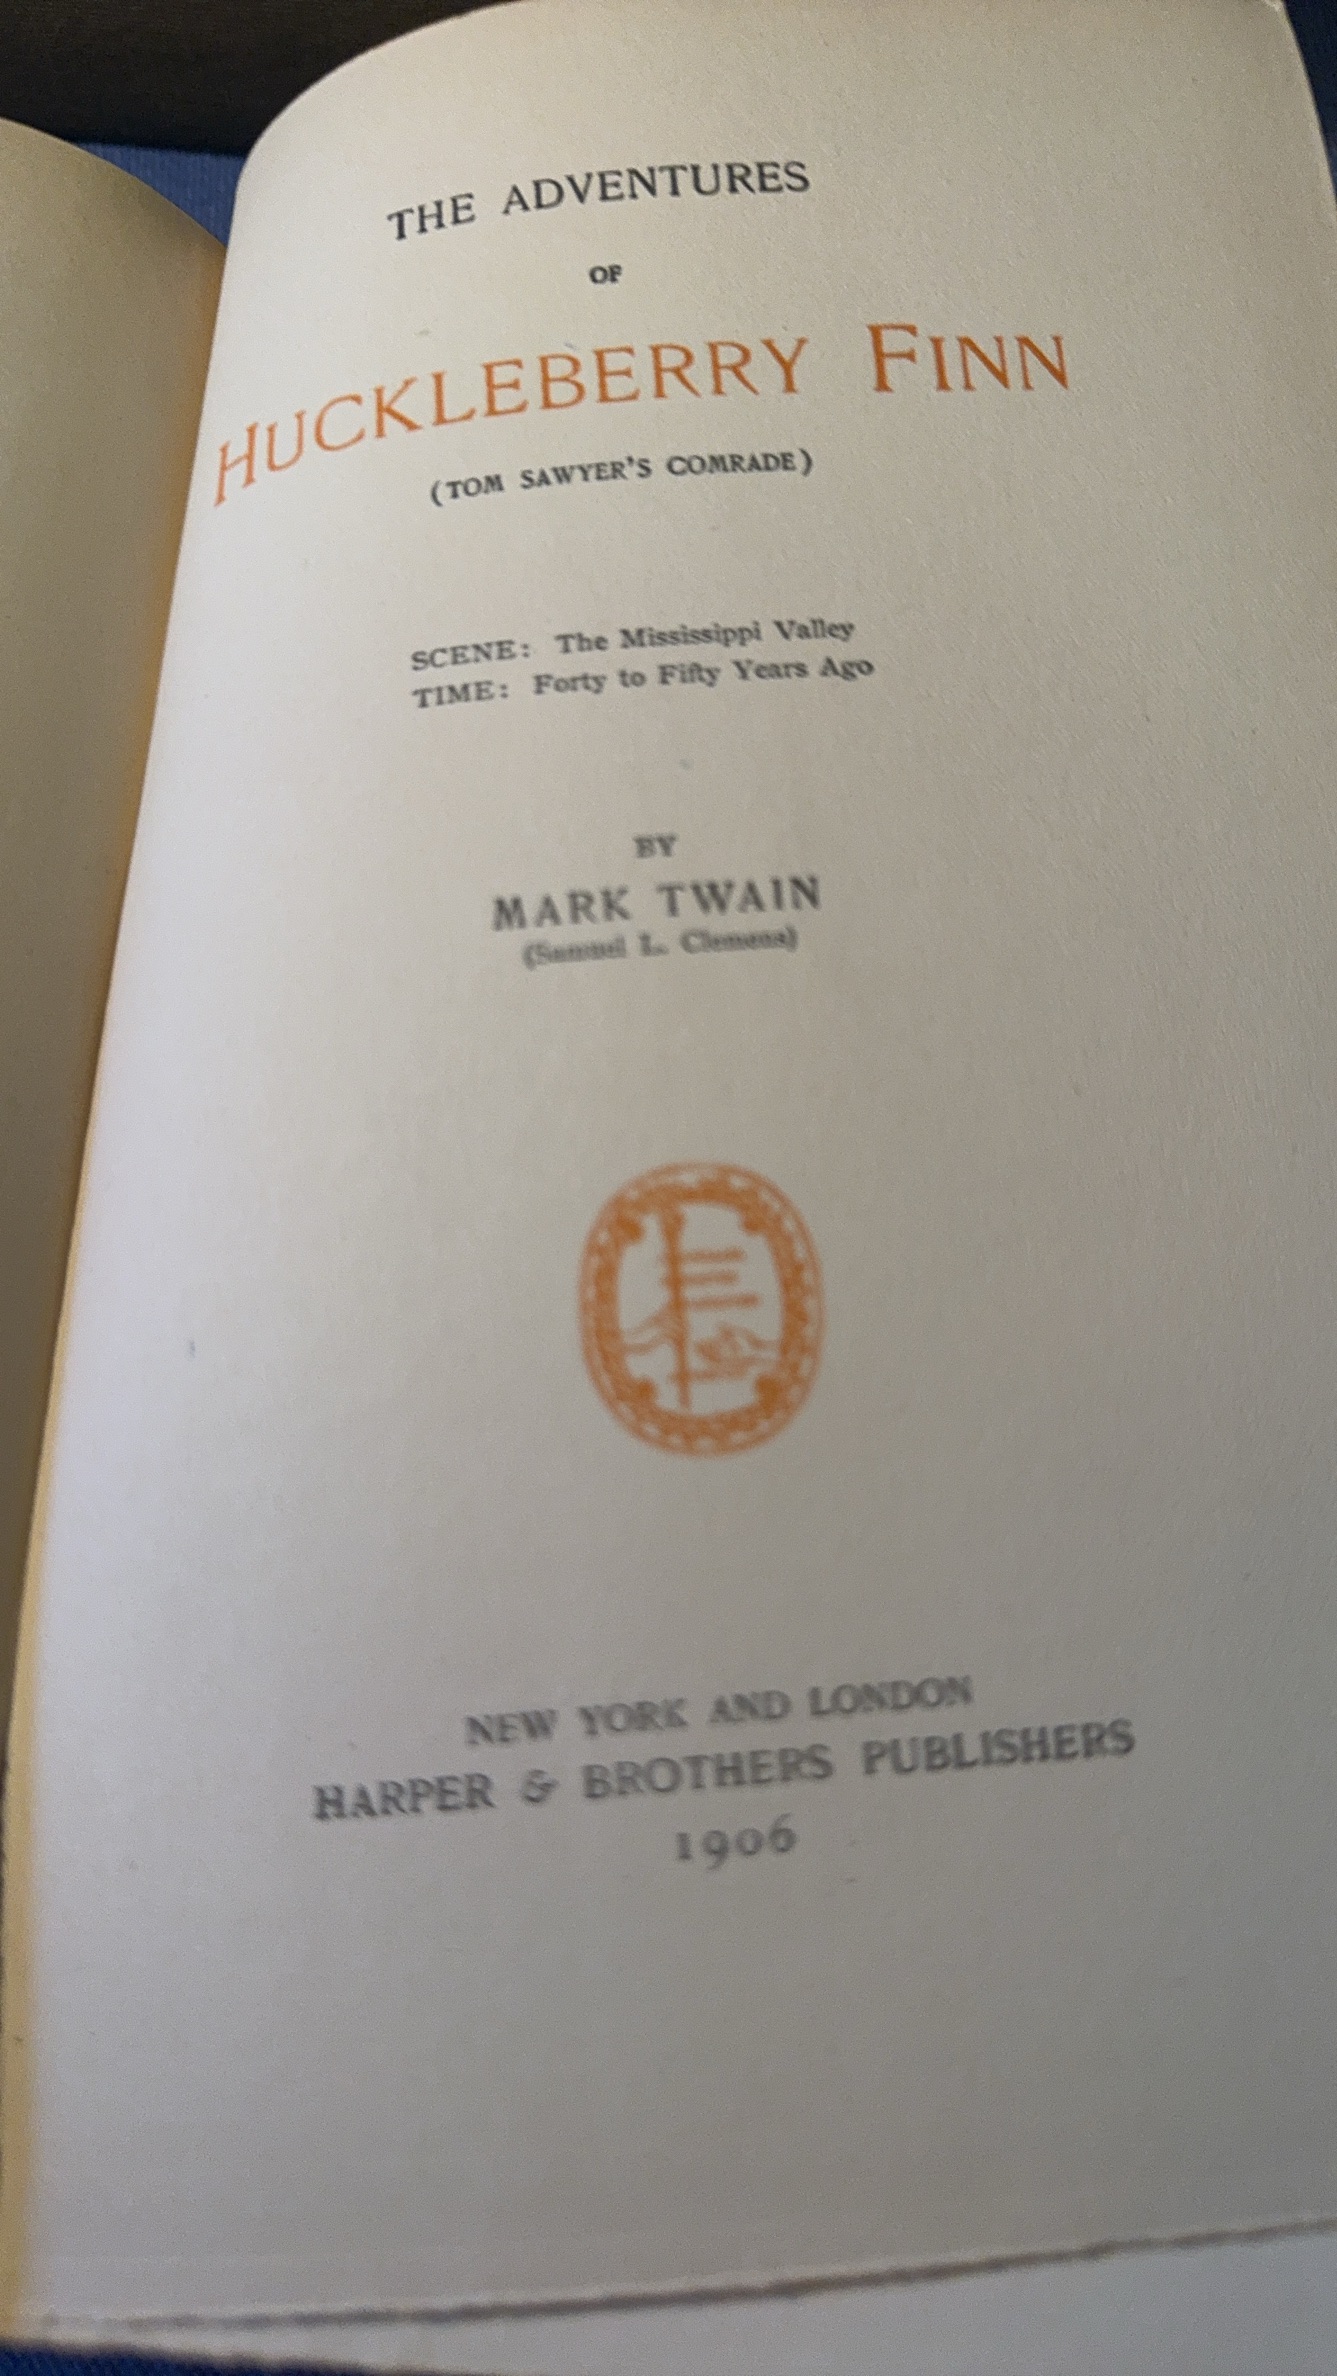 THE ADVENTURES
OF
HUCKLEBERRY FINN
(TOM SAWYER'S COMRADE)
SCENE: The Mississippi Valley
TIME: Forty to Fifty Years Ago
BY
MARK TWAIN
(Samuel L. Clemens)
NEW YORK AND LONDON
HARPER & BROTHERS PUBLISHERS
1906